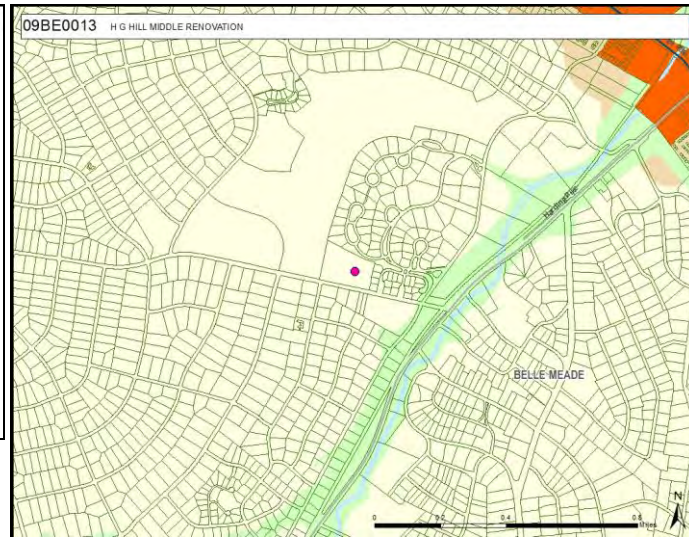 09BE0013 H G HILL MIDDLE RENOVATION
Harding Pike
BELLE MEADE
N
0 0.2 0.4 0.8
Miles